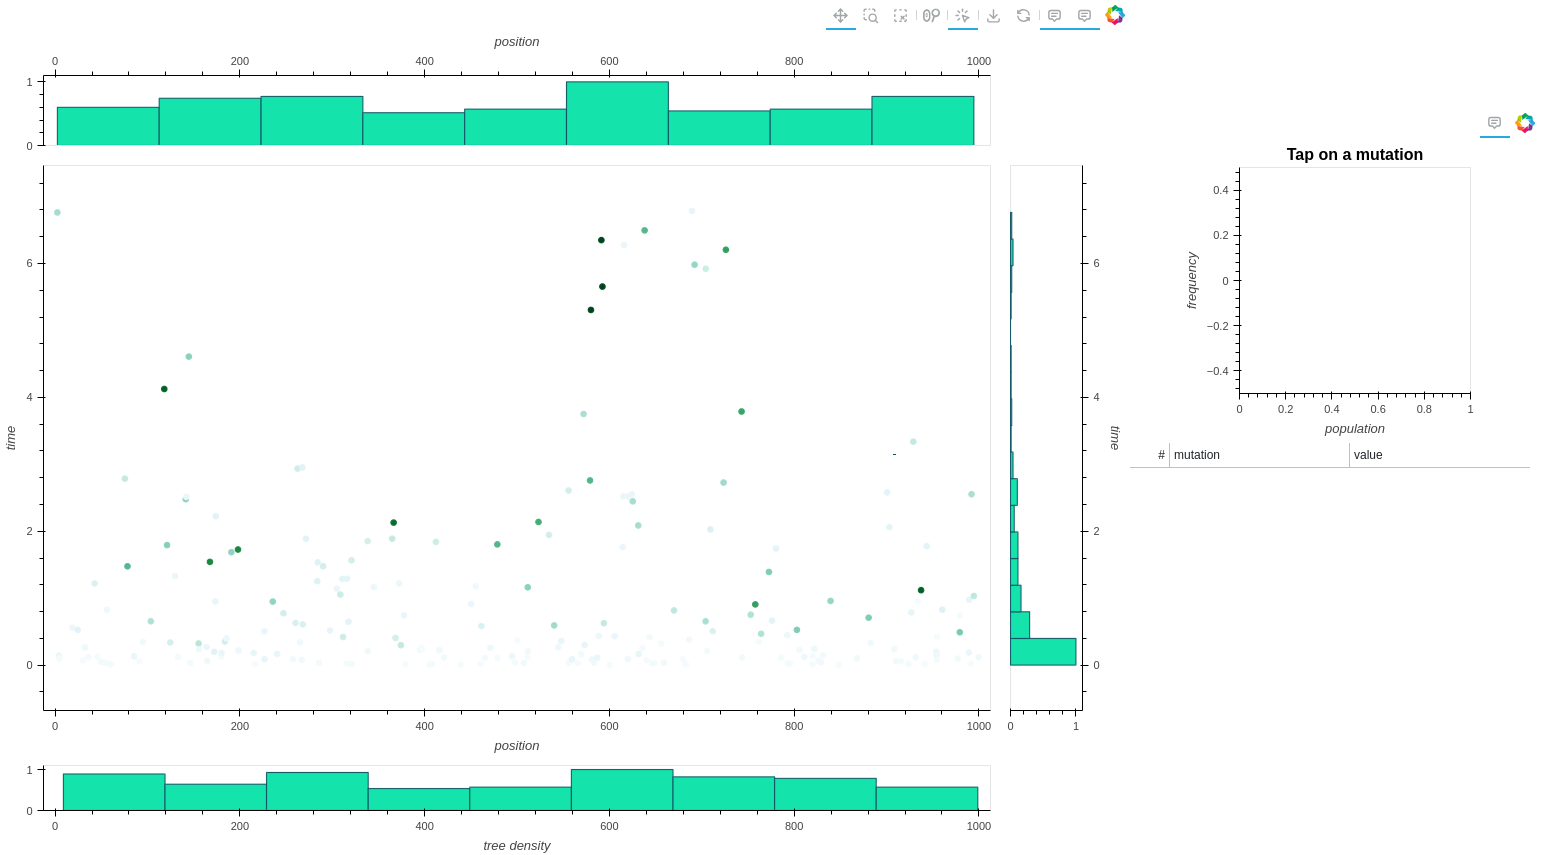 position
0 200 400 600 800 1000
1
0
6
4
2
0
time
0 200 400 600 800 1000
position
6
4
2
0
time
0 1
1
0
0 200 400 600 800 1000
tree density
Tap on a mutation
0.4
0.2
0
−0.2
−0.4
frequency
0 0.2 0.4 0.6 0.8 1
population
# mutation value